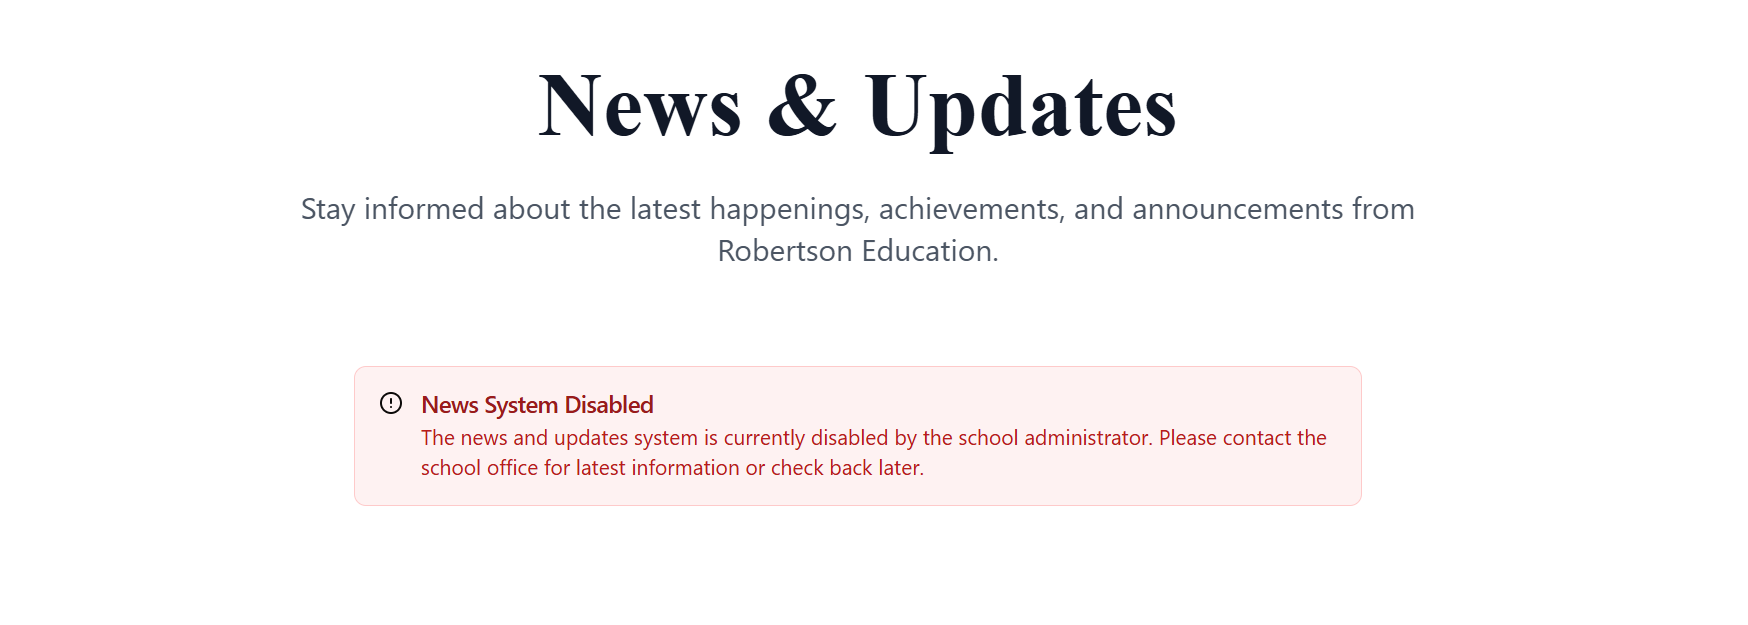 News & Updates
Stay informed about the latest happenings, achievements, and announcements from
Robertson Education.
News System Disabled
The news and updates system is currently disabled by the school administrator. Please contact the
school office for latest information or check back later.